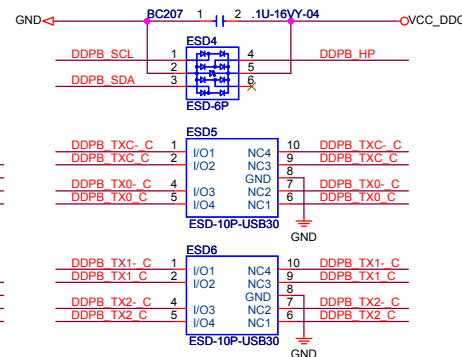 GND BC207 1 2 .1U-16VY-04 VCC_DDC
ESD4
DDPB_SCL 1 4 DDPB_HP
2 5
DDPB_SDA 3 6
ESD-6P
ESD5
DDPB_TXC-_C 1 I/O1 NC4 10 DDPB_TXC-_C
DDPB_TXC_C 2 I/O2 NC3 9 DDPB_TXC_C
GND 8
DDPB_TX0-_C 4 I/O3 NC2 7 DDPB_TX0-_C
DDPB_TX0_C 5 I/O4 NC1 6 DDPB_TX0_C
ESD-10P-USB30
GND
ESD6
DDPB_TX1-_C 1 I/O1 NC4 10 DDPB_TX1-_C
DDPB_TX1_C 2 I/O2 NC3 9 DDPB_TX1_C
GND 8
DDPB_TX2-_C 4 I/O3 NC2 7 DDPB_TX2-_C
DDPB_TX2_C 5 I/O4 NC1 6 DDPB_TX2_C
ESD-10P-USB30
GND